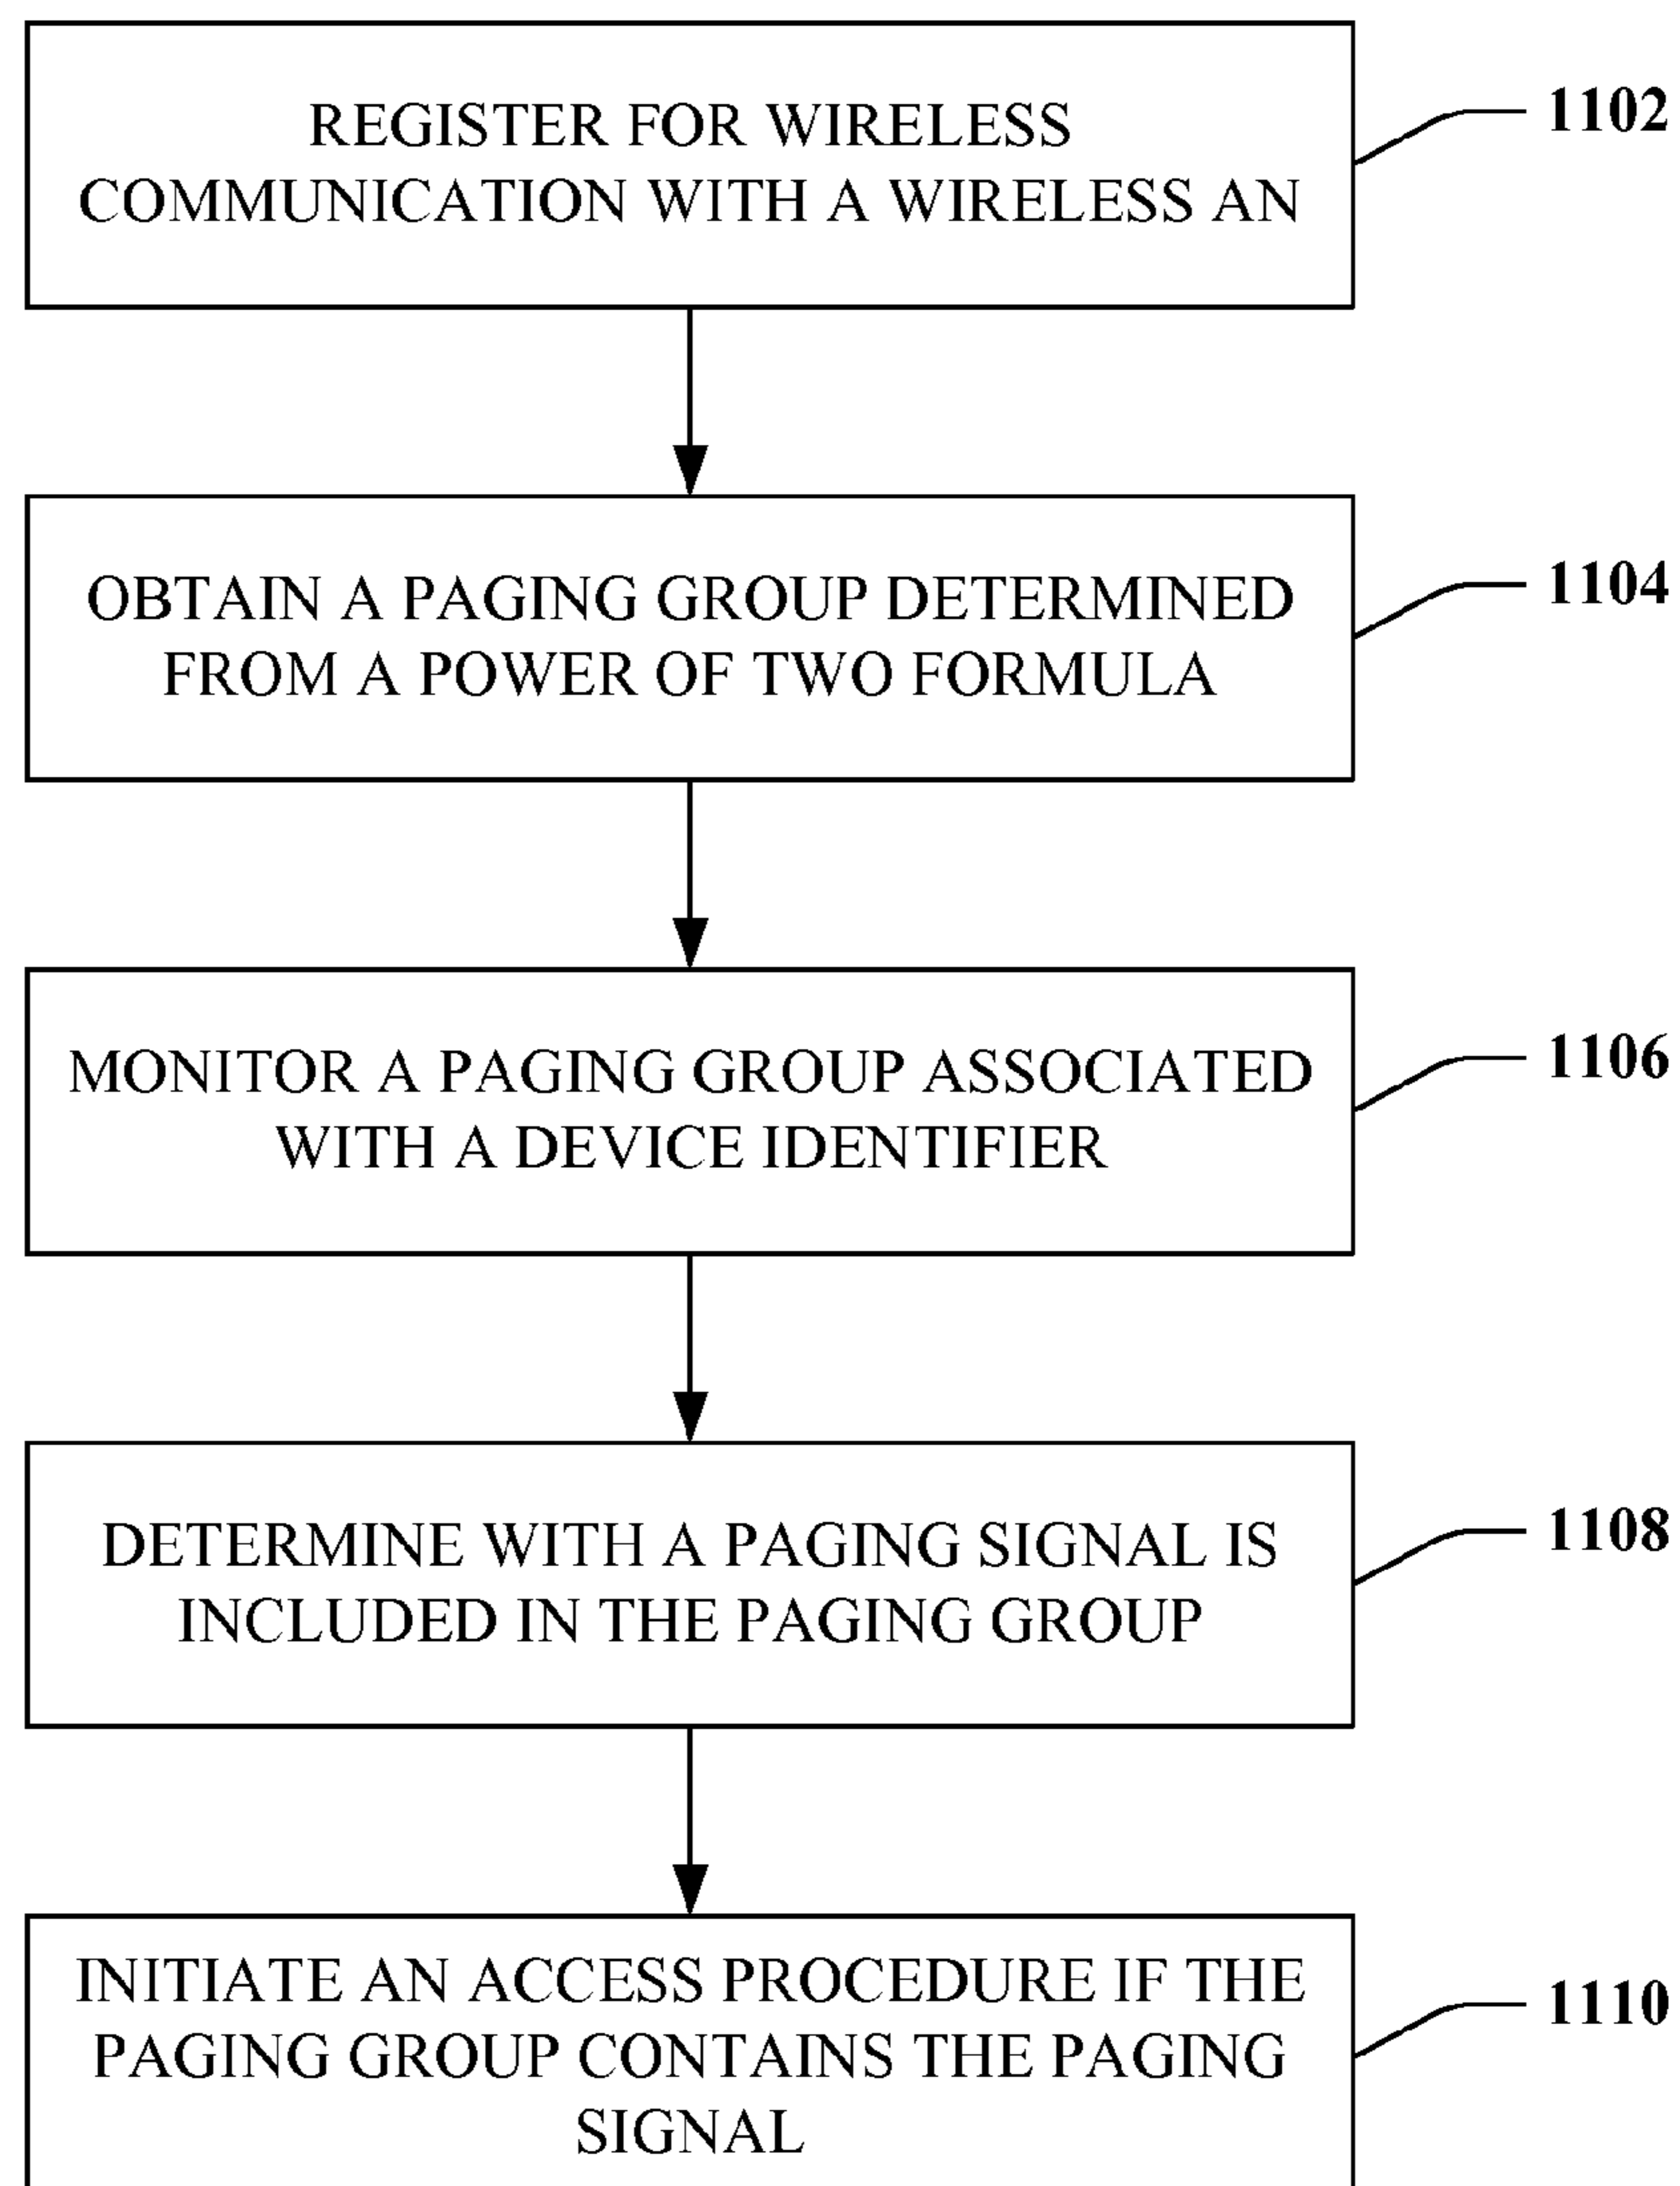 REGISTER FOR WIRELESS
COMMUNICATION WITH A WIRELESS AN
1102
OBTAIN A PAGING GROUP DETERMINED
FROM A POWER OF TWO FORMULA
1104
MONITOR A PAGING GROUP ASSOCIATED
WITH A DEVICE IDENTIFIER
1106
DETERMINE WITH A PAGING SIGNAL IS
INCLUDED IN THE PAGING GROUP
1108
INITIATE AN ACCESS PROCEDURE IF THE
PAGING GROUP CONTAINS THE PAGING
SIGNAL
1110